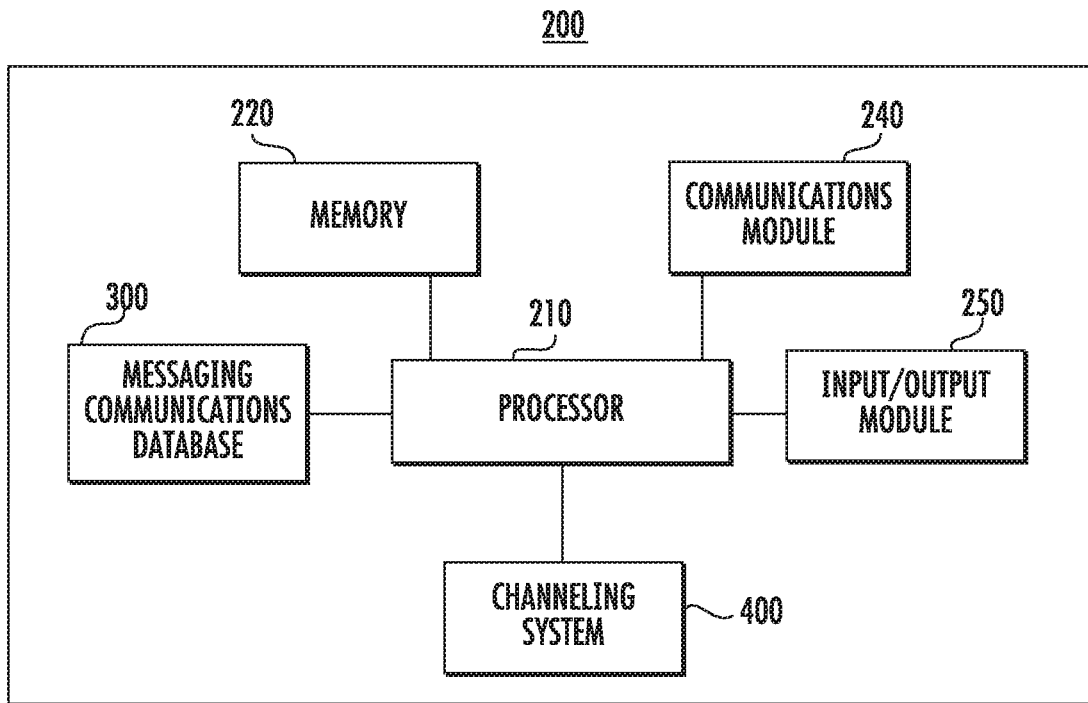 200
220
240
MEMORY
COMMUNICATIONS
MODULE
300
210
250
MESSAGING
COMMUNICATIONS
DATABASE
PROCESSOR
INPUT/OUTPUT
MODULE
CHANNELING
SYSTEM
400